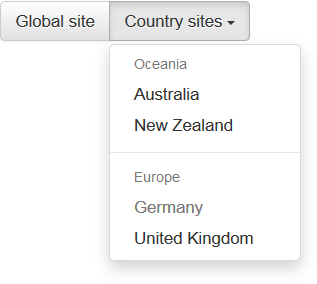 Global site
Country sites
Oceania
Australia
New Zealand
Europe
Germany
United Kingdom